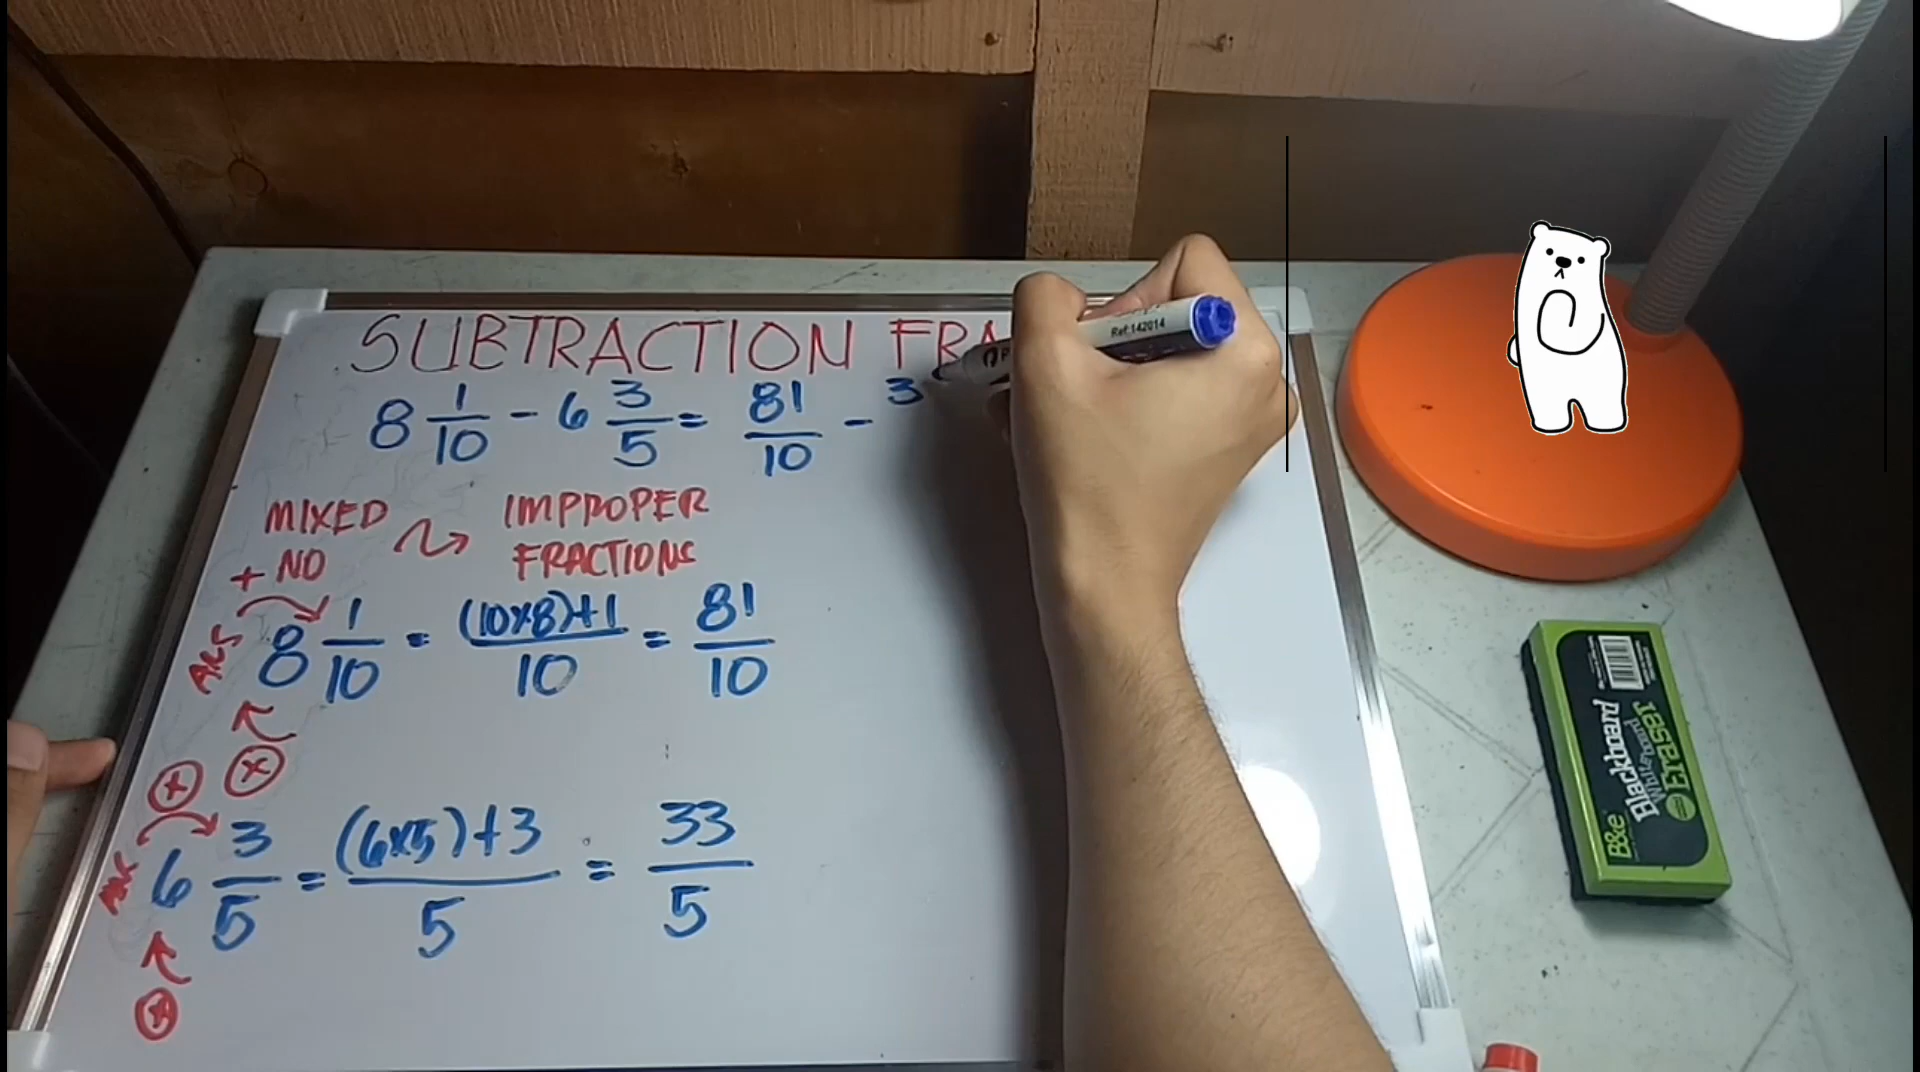 SUBTRACTION FRA
8 1/10 - 6 3/5 = 81/10 - 3
MIXED NO
IMPROPER FRACTIONS
+
8 1/10 = (10x8)+1/10 = 81/10
x
+
6 3/5 = (6x5)+3/5 = 33/5
Ref:142014
B&e
Blackboard
Whiteboard
Eraser